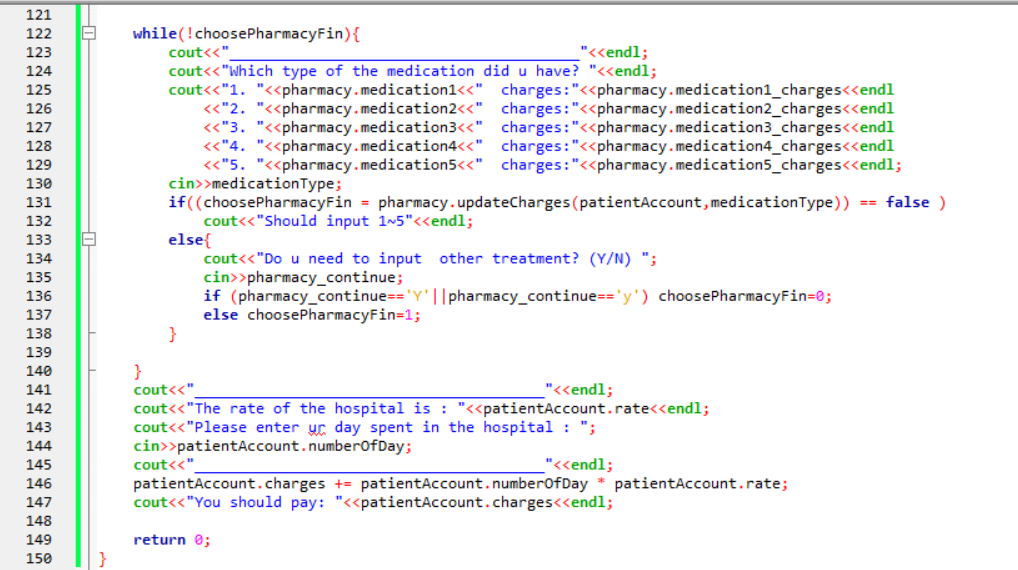 121
122 while(!choosePharmacyFin){
123 cout<<"________________________________________"<<endl;
124 cout<<"Which type of the medication did u have? "<<endl;
125 cout<<"1. "<<pharmacy.medication1<<"  charges:"<<pharmacy.medication1_charges<<endl
126 <<"2. "<<pharmacy.medication2<<"  charges:"<<pharmacy.medication2_charges<<endl
127 <<"3. "<<pharmacy.medication3<<"  charges:"<<pharmacy.medication3_charges<<endl
128 <<"4. "<<pharmacy.medication4<<"  charges:"<<pharmacy.medication4_charges<<endl
129 <<"5. "<<pharmacy.medication5<<"  charges:"<<pharmacy.medication5_charges<<endl;
130 cin>>medicationType;
131 if((choosePharmacyFin = pharmacy.updateCharges(patientAccount,medicationType)) == false )
132 cout<<"Should input 1~5"<<endl;
133 else{
134 cout<<"Do u need to input  other treatment? (Y/N) ";
135 cin>>pharmacy_continue;
136 if (pharmacy_continue=='Y'||pharmacy_continue=='y') choosePharmacyFin=0;
137 else choosePharmacyFin=1;
138 }
139
140 }
141 cout<<"________________________________________"<<endl;
142 cout<<"The rate of the hospital is : "<<patientAccount.rate<<endl;
143 cout<<"Please enter ur day spent in the hospital : ";
144 cin>>patientAccount.numberOfDay;
145 cout<<"________________________________________"<<endl;
146 patientAccount.charges += patientAccount.numberOfDay * patientAccount.rate;
147 cout<<"You should pay: "<<patientAccount.charges<<endl;
148
149 return 0;
150 }